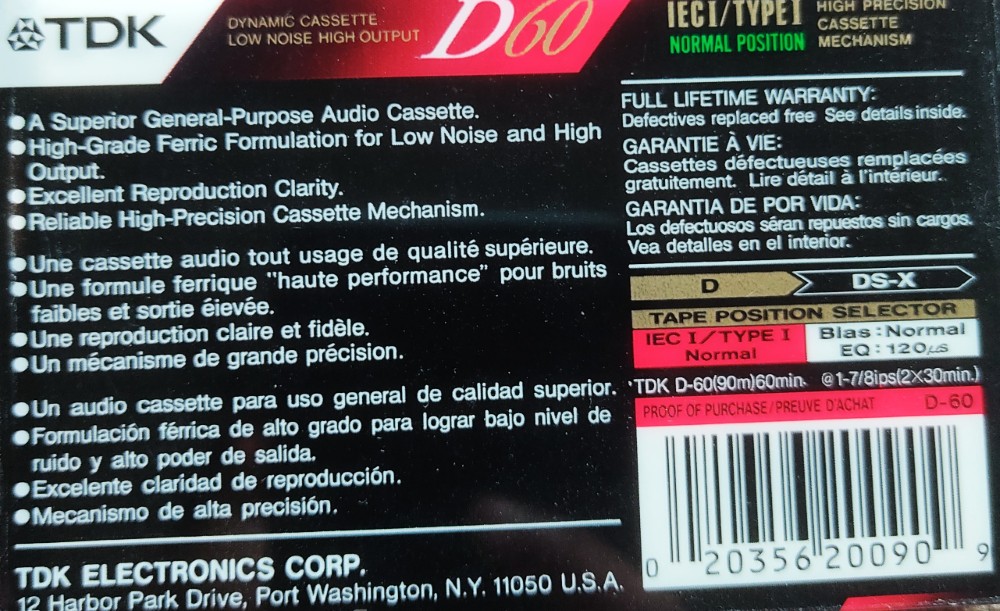 TDK
DYNAMIC CASSETTE
LOW NOISE HIGH OUTPUT
D60
IEC I/TYPE I
NORMAL POSITION
HIGH PRECISION
CASSETTE
MECHANISM
●A Superior General-Purpose Audio Cassette.
●High-Grade Ferric Formulation for Low Noise and High
Output.
●Excellent Reproduction Clarity.
●Reliable High-Precision Cassette Mechanism.
●Une cassette audio tout usage de qualité supérieure.
●Une formule ferrique "haute performance" pour bruits
faibles et sortie éievée.
●Une reproduction claire et fidèle.
●Un mécanisme de grande précision.
●Un audio cassette para uso general de calidad superior.
●Formulación férrica de alto grado para lograr bajo nivel de
ruido y alto poder de salida.
●Excelente claridad de reproducción.
●Mecanismo de alta precisión.
TDK ELECTRONICS CORP.
12 Harbor Park Drive, Port Washington, N.Y. 11050 U.S.A.
FULL LIFETIME WARRANTY:
Defectives replaced free See details inside.
GARANTIE À VIE:
Cassettes défectueuses remplacées
gratuitement. Lire détail à l'intérieur.
GARANTIA DE POR VIDA:
Los defectuosos séran repuestos sin cargos.
Vea detalles en el interior.
D DS-X
TAPE POSITION SELECTOR
IEC I/TYPE I
Normal
Bias : Normal
EQ : 120µs
TDK D-60(90m)60min. @1-7/8ips(2×30min.)
PROOF OF PURCHASE/PREUVE D'ACHAT D-60
0 20356 20090 9